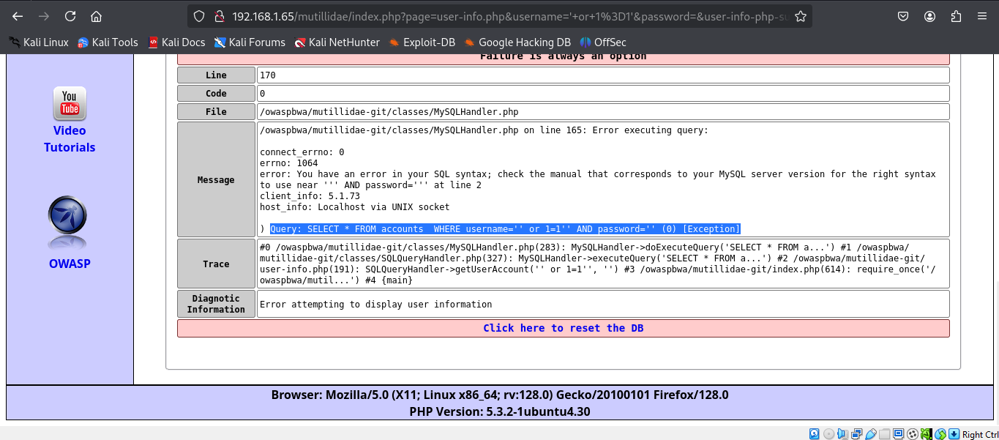 192.168.1.65/mutillidae/index.php?page=user-info.php&username='+or+1%3D1'&password=&user-info-php-su
Kali Linux Kali Tools Kali Docs Kali Forums Kali NetHunter Exploit-DB Google Hacking DB OffSec
Failure is always an option
Line 170
Code 0
File /owaspbwa/mutillidae-git/classes/MySQLHandler.php
You
Tube
Video
Tutorials
OWASP
Message
/owaspbwa/mutillidae-git/classes/MySQLHandler.php on line 165: Error executing query:
connect_errno: 0
errno: 1064
error: You have an error in your SQL syntax; check the manual that corresponds to your MySQL server version for the right syntax
to use near ''' AND password=''' at line 2
client_info: 5.1.73
host_info: Localhost via UNIX socket
) Query: SELECT * FROM accounts  WHERE username='' or 1=1'' AND password='' (0) [Exception]
Trace
#0 /owaspbwa/mutillidae-git/classes/MySQLHandler.php(283): MySQLHandler->doExecuteQuery('SELECT * FROM a...') #1 /owaspbwa/
mutillidae-git/classes/SQLQueryHandler.php(327): MySQLHandler->executeQuery('SELECT * FROM a...') #2 /owaspbwa/mutillidae-git/
user-info.php(191): SQLQueryHandler->getUserAccount('' or 1=1'', '') #3 /owaspbwa/mutillidae-git/index.php(614): require_once('/
owaspbwa/mutil...') #4 {main}
Diagnostic
Information
Error attempting to display user information
Click here to reset the DB
Browser: Mozilla/5.0 (X11; Linux x86_64; rv:128.0) Gecko/20100101 Firefox/128.0
PHP Version: 5.3.2-1ubuntu4.30
Right Ctrl